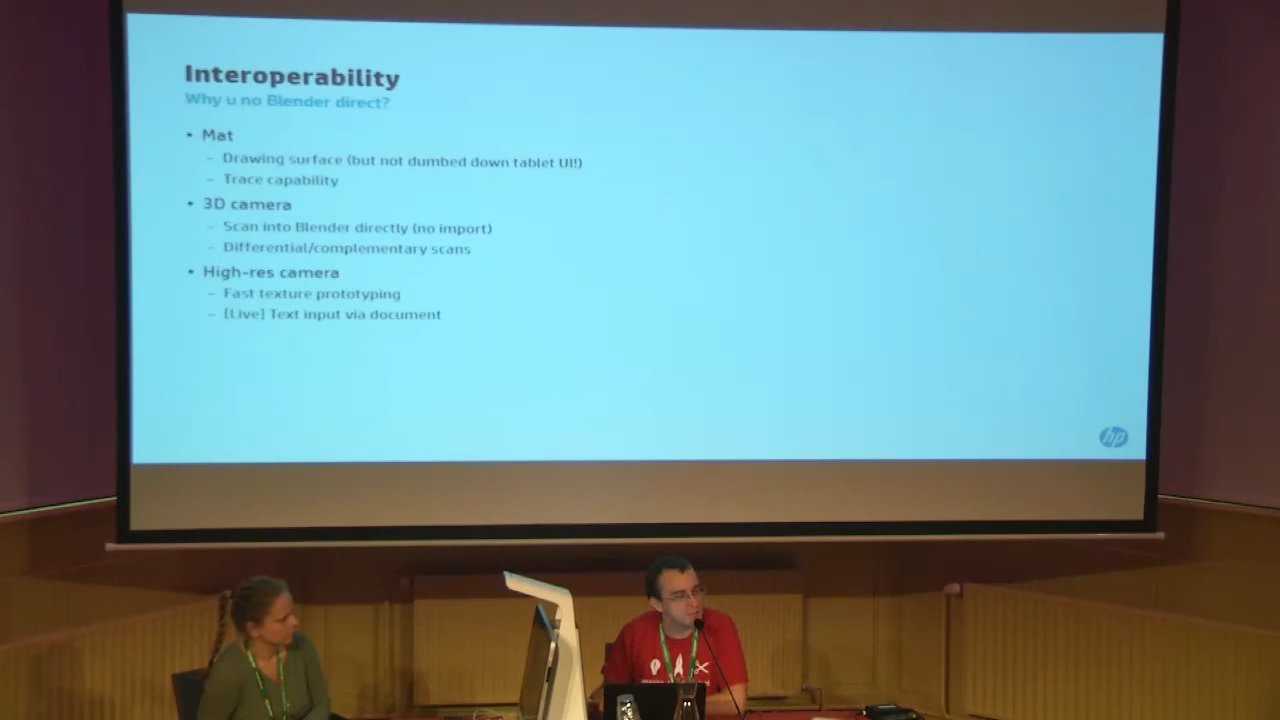 Interoperability
Why u no Blender direct?
• Mat
– Drawing surface (but not dumbed down tablet UI!)
– Trace capability
• 3D camera
– Scan into Blender directly (no import)
– Differential/complementary scans
• High-res camera
– Fast texture prototyping
– [Live] Text input via document
hp